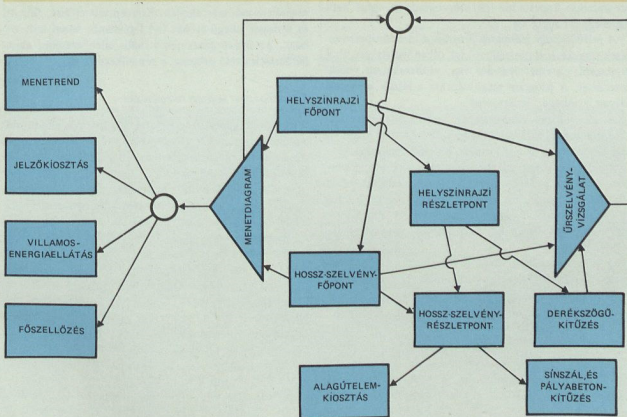 MENETREND
JELZŐKIOSZTÁS
VILLAMOS-
ENERGIAELLÁTÁS
FŐSZELLŐZÉS
MENETDIAGRAM
HELYSZÍNRAJZI
FŐPONT
HELYSZÍNRAJZI
RÉSZLETPONT
HOSSZ-SZELVÉNY-
FŐPONT
HOSSZ-SZELVÉNY-
RÉSZLETPONT
ŰRSZELVÉNY-
VIZSGÁLAT
DERÉKSZÖGŰ-
KITŰZÉS
ALAGÚTELEM-
KIOSZTÁS
SÍNSZÁL,ÉS
PÁLYABETON-
KITŰZÉS